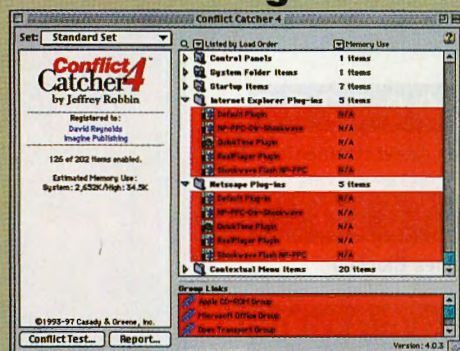 Conflict Catcher 4
Set: Standard Set
Listed by Load Order Memory Use
Control Panels 1 items
System Folder Items 1 items
Startup Items 7 items
Internet Explorer Plug-ins 5 items
Default Plugin N/A
NP-PPC-Dir-Shockwave N/A
QuickTime Plugin N/A
RealPlayer Plugin N/A
Shockwave Flash NP-PPC N/A
Netscape Plug-ins 5 items
Default Plug-in N/A
NP-PPC-Dir-Shockwave N/A
QuickTime Plugin N/A
RealPlayer Plugin N/A
Shockwave Flash NP-PPC N/A
Contextual Menu Items 20 items
Conflict
Catcher 4
by Jeffrey Robbin
Registered to:
David Reynolds
Imagine Publishing
126 of 202 items enabled.
Estimated Memory Use:
System: 2,652K/High: 34.5K
©1993-97 Casady & Greene, Inc.
Conflict Test... Report...
Group Links
Apple CD-ROM Group
Microsoft Office Group
Open Transport Group
Version: 4.0.3